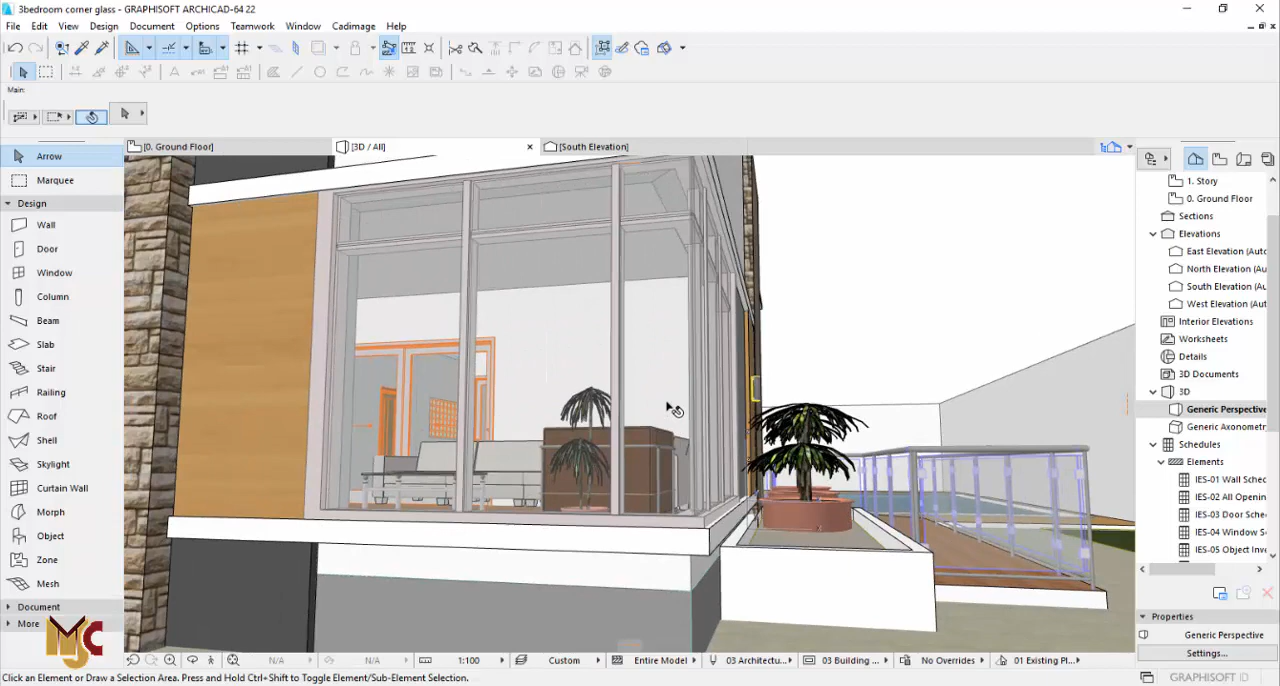 3bedroom corner glass - GRAPHISOFT ARCHICAD-64 22
File Edit View Design Document Options Teamwork Window Cadimage Help
Main:
[0. Ground Floor]
[3D / All]
[South Elevation]
Arrow
Marquee
Design
Wall
Door
Window
Column
Beam
Slab
Stair
Railing
Roof
Shell
Skylight
Curtain Wall
Morph
Object
Zone
Mesh
Document
More
MSC
1. Story
0. Ground Floor
Sections
Elevations
East Elevation (Aut
North Elevation (Au
South Elevation (Au
West Elevation (Aut
Interior Elevations
Worksheets
Details
3D Documents
3D
Generic Perspective
Generic Axonometr
Schedules
Elements
IES-01 Wall Sched
IES-02 All Opening
IES-03 Door Sche
IES-04 Window S
IES-05 Object Inve
Properties
Generic Perspective
Settings...
N/A
N/A
1:100
Custom
Entire Model
03 Architectu...
03 Building ...
No Overrides
01 Existing Pl...
Click an Element or Draw a Selection Area. Press and Hold Ctrl+Shift to Toggle Element/Sub-Element Selection.
GRAPHISOFT ID